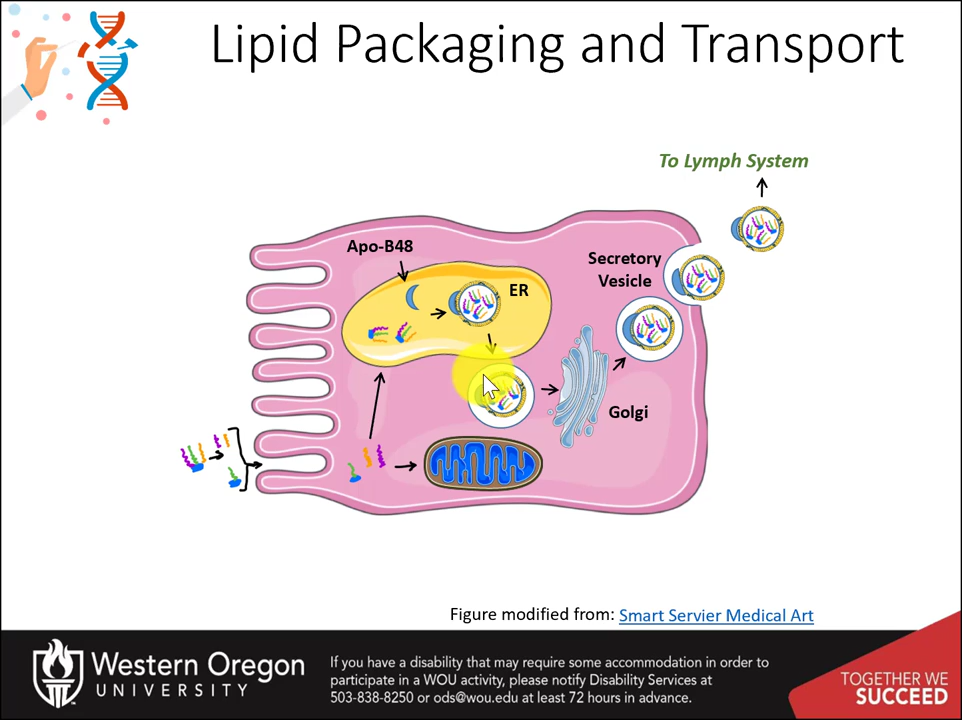 Lipid Packaging and Transport
To Lymph System
Apo-B48
ER
Secretory
Vesicle
Golgi
Figure modified from: Smart Servier Medical Art
Western Oregon
UNIVERSITY
If you have a disability that may require some accommodation in order to
participate in a WOU activity, please notify Disability Services at
503-838-8250 or ods@wou.edu at least 72 hours in advance.
TOGETHER WE
SUCCEED